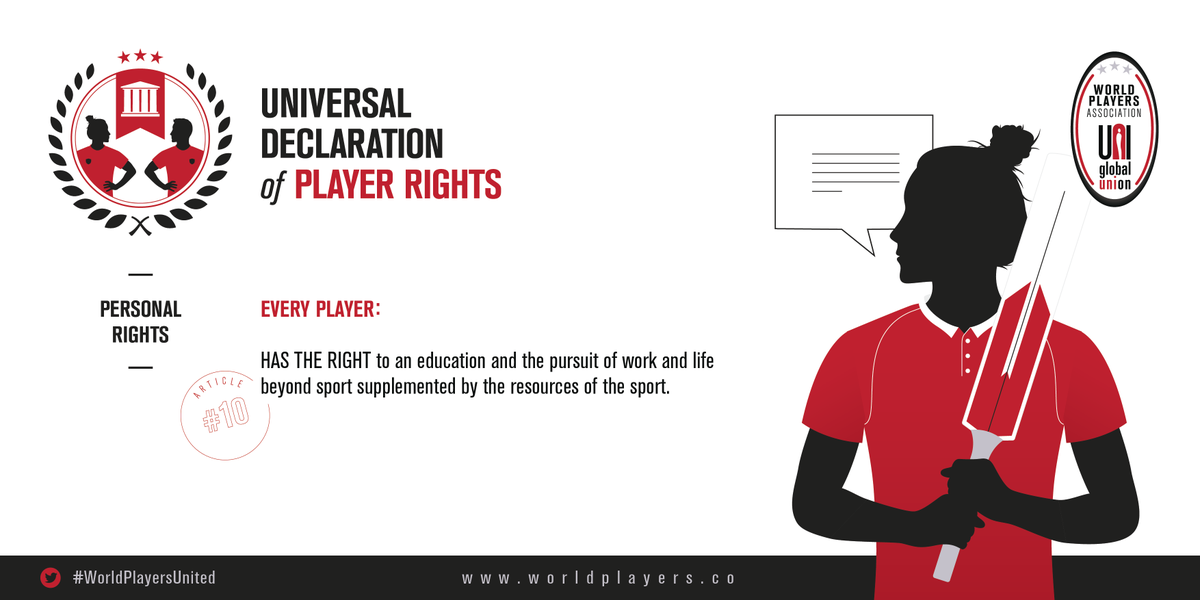 UNIVERSAL
DECLARATION
of PLAYER RIGHTS
WORLD
PLAYERS
ASSOCIATION
UNI
global
union
PERSONAL
RIGHTS
EVERY PLAYER:
HAS THE RIGHT to an education and the pursuit of work and life
beyond sport supplemented by the resources of the sport.
ARTICLE
#10
#WorldPlayersUnited
www.worldplayers.co